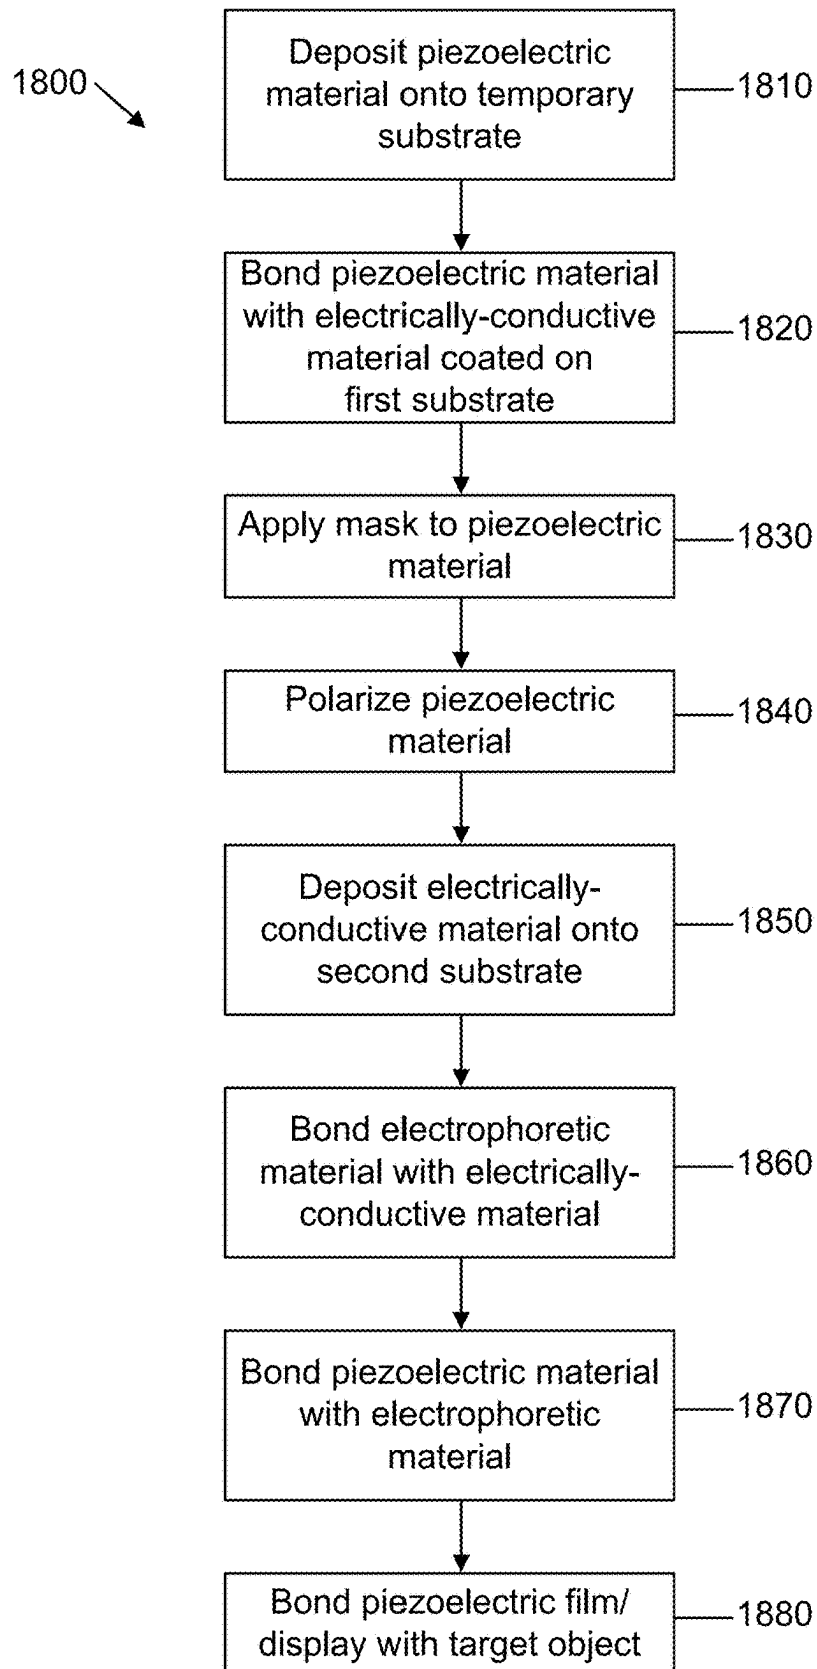 1800
Deposit piezoelectric
material onto temporary
substrate
1810
Bond piezoelectric material
with electrically-conductive
material coated on
first substrate
1820
Apply mask to piezoelectric
material
1830
Polarize piezoelectric
material
1840
Deposit electrically-
conductive material onto
second substrate
1850
Bond electrophoretic
material with electrically-
conductive material
1860
Bond piezoelectric material
with electrophoretic
material
1870
Bond piezoelectric film/
display with target object
1880